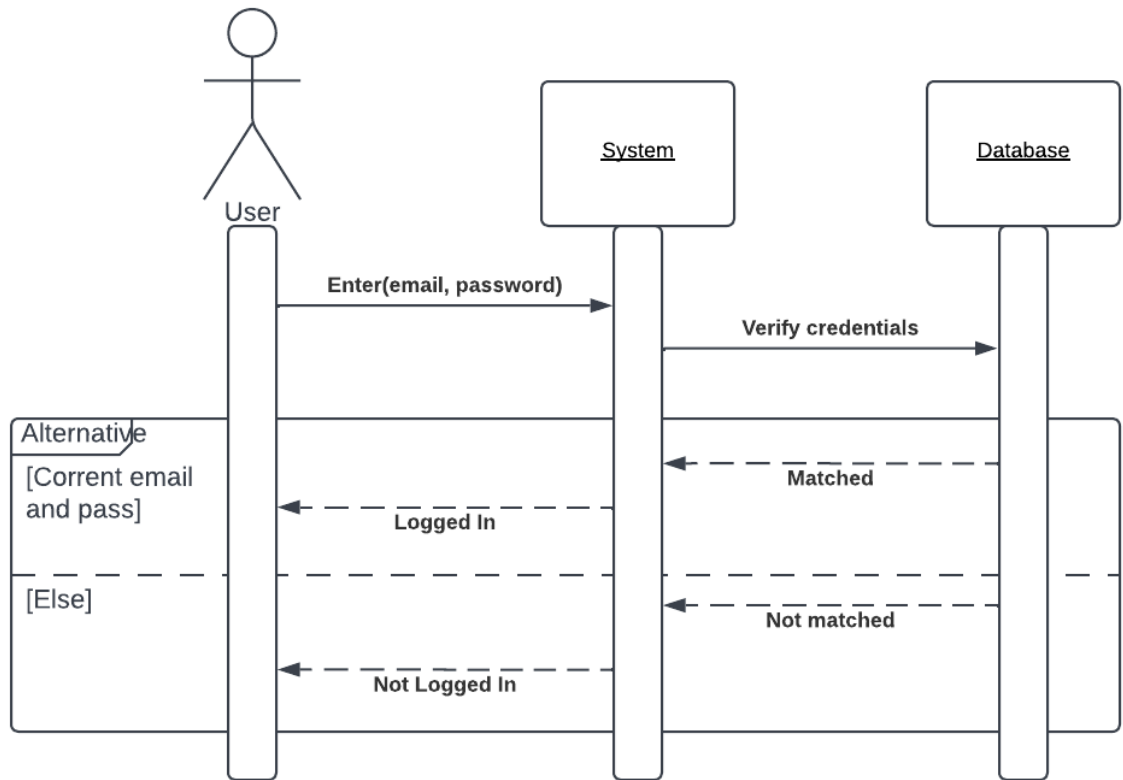 System
Database
User
Enter(email, password)
Verify credentials
Alternative
[Corrent email
and pass]
Matched
Logged In
[Else]
Not matched
Not Logged In